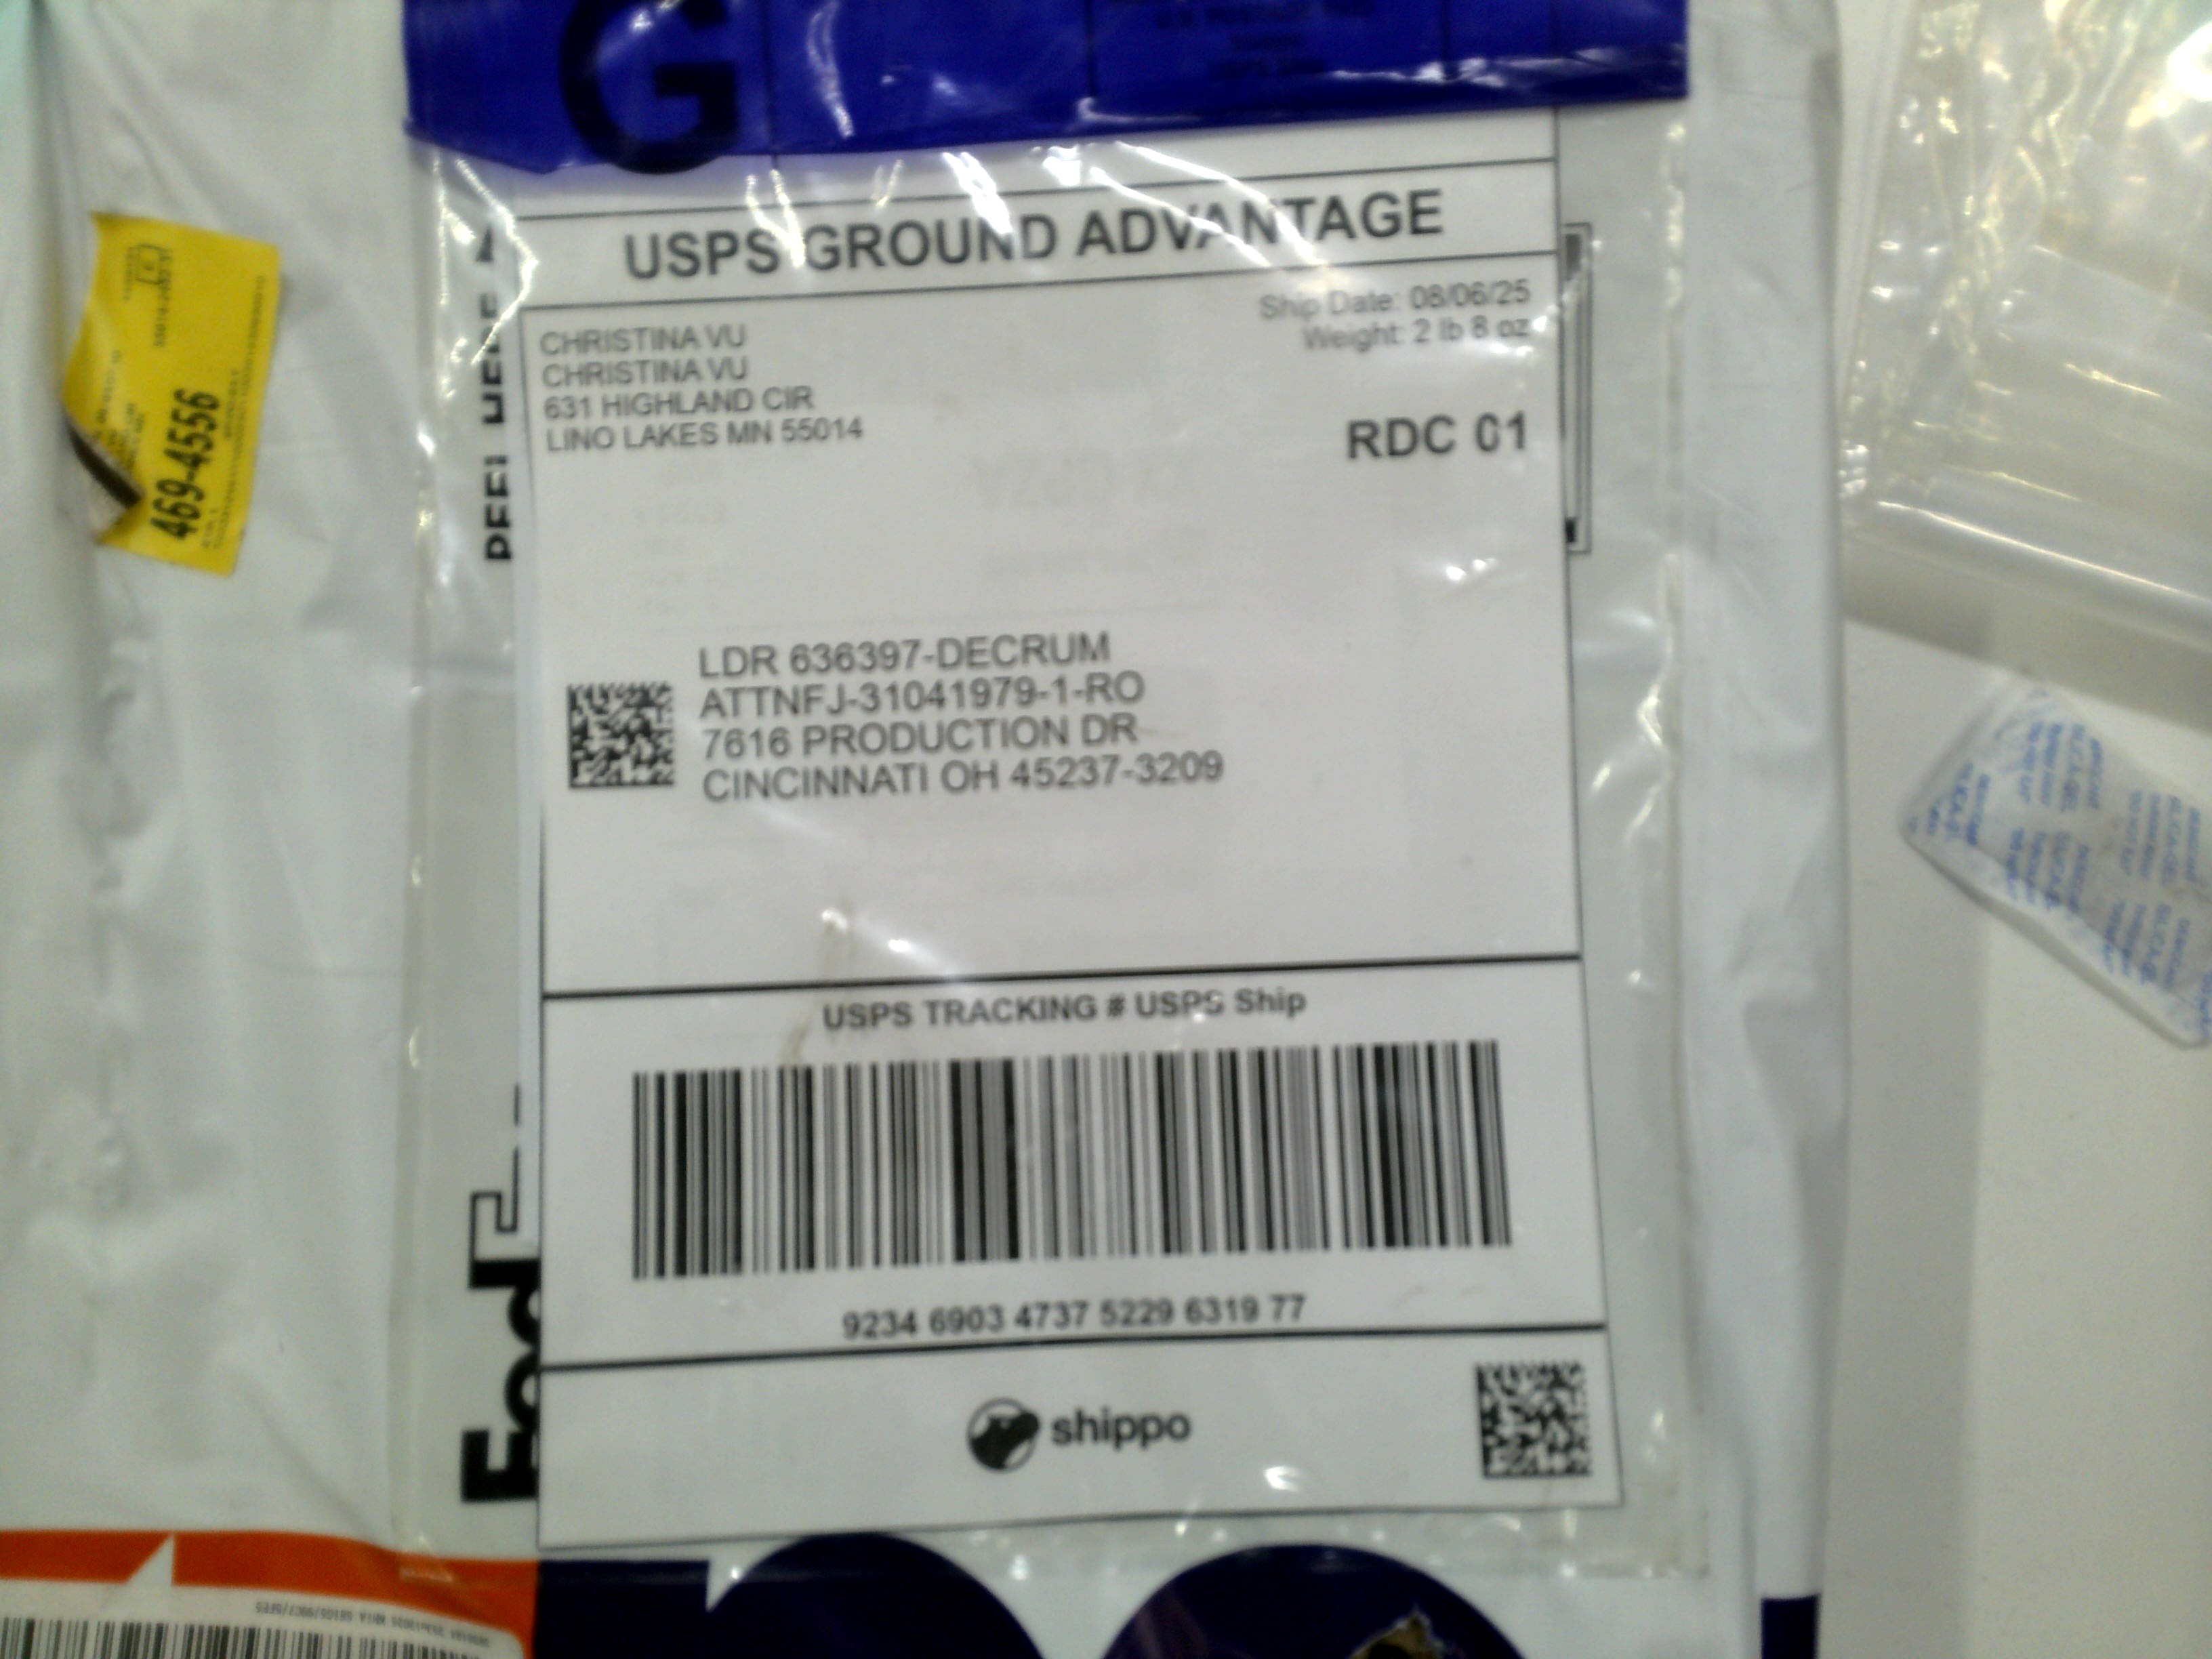 G
USPS GROUND ADVANTAGE
Ship Date: 08/06/25
Weight: 2 lb 8 oz
CHRISTINA VU
CHRISTINA VU
631 HIGHLAND CIR
LINO LAKES MN 55014
RDC 01
LDR 636397-DECRUM
ATTNFJ-31041979-1-RO
7616 PRODUCTION DR
CINCINNATI OH 45237-3209
USPS TRACKING # USPS Ship
9234 6903 4737 5229 6319 77
shippo
469-4556